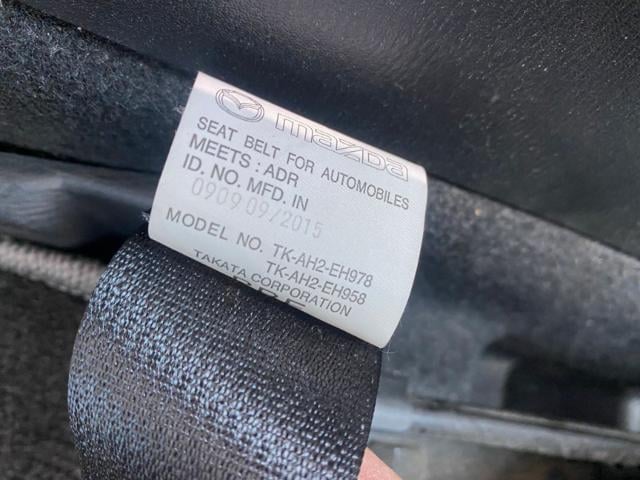 mazda
SEAT BELT FOR AUTOMOBILES
MEETS : ADR
ID. NO. MFD. IN
0909 09/2015
MODEL NO. TK-AH2-EH978
TK-AH2-EH958
TAKATA CORPORATION